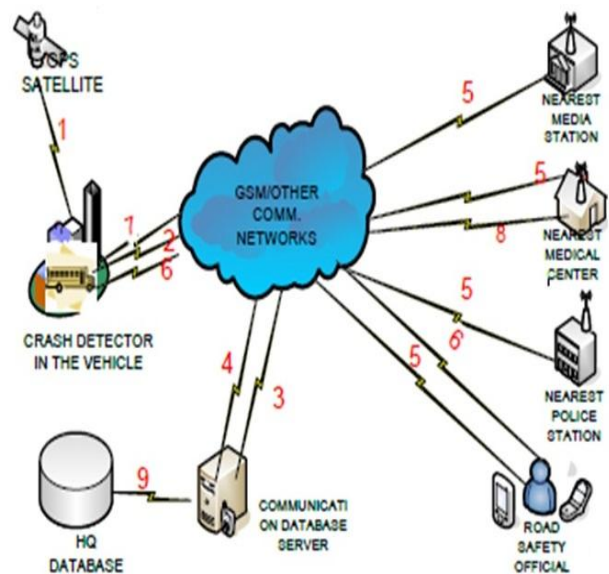 GPS
SATELLITE
1
CRASH DETECTOR
IN THE VEHICLE
7
2
6
GSM/OTHER
COMM.
NETWORKS
5
NEAREST
MEDIA
STATION
5
8
NEAREST
MEDICAL
CENTER
5
6
5
NEAREST
POLICE
STATION
4
3
9
HQ
DATABASE
COMMUNICATI
ON DATABASE
SERVER
ROAD
SAFETY
OFFICIAL